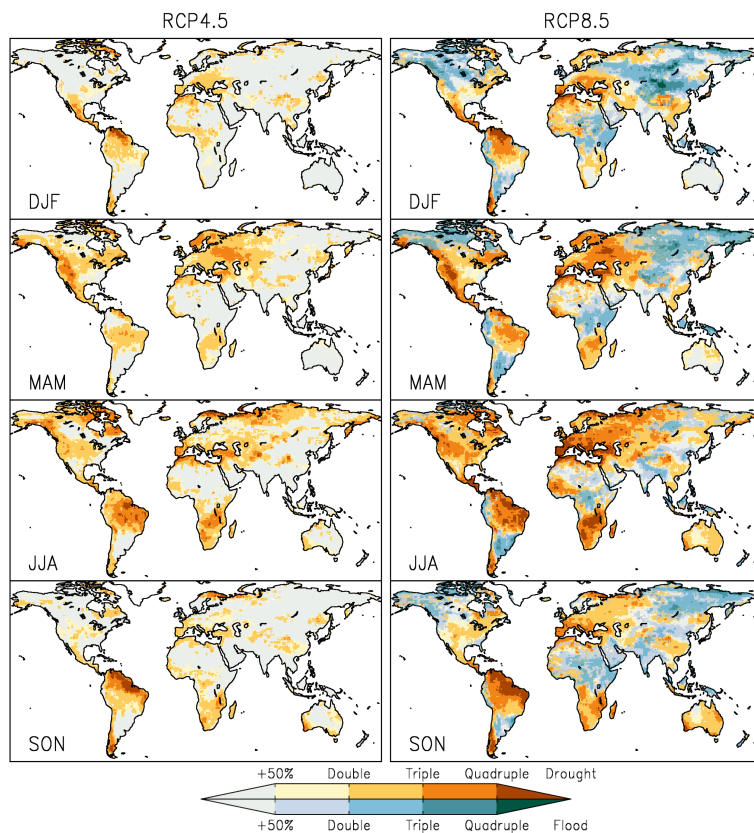 RCP4.5 RCP8.5
DJF DJF
MAM MAM
JJA JJA
SON SON
+50% Double Triple Quadruple Drought
+50% Double Triple Quadruple Flood